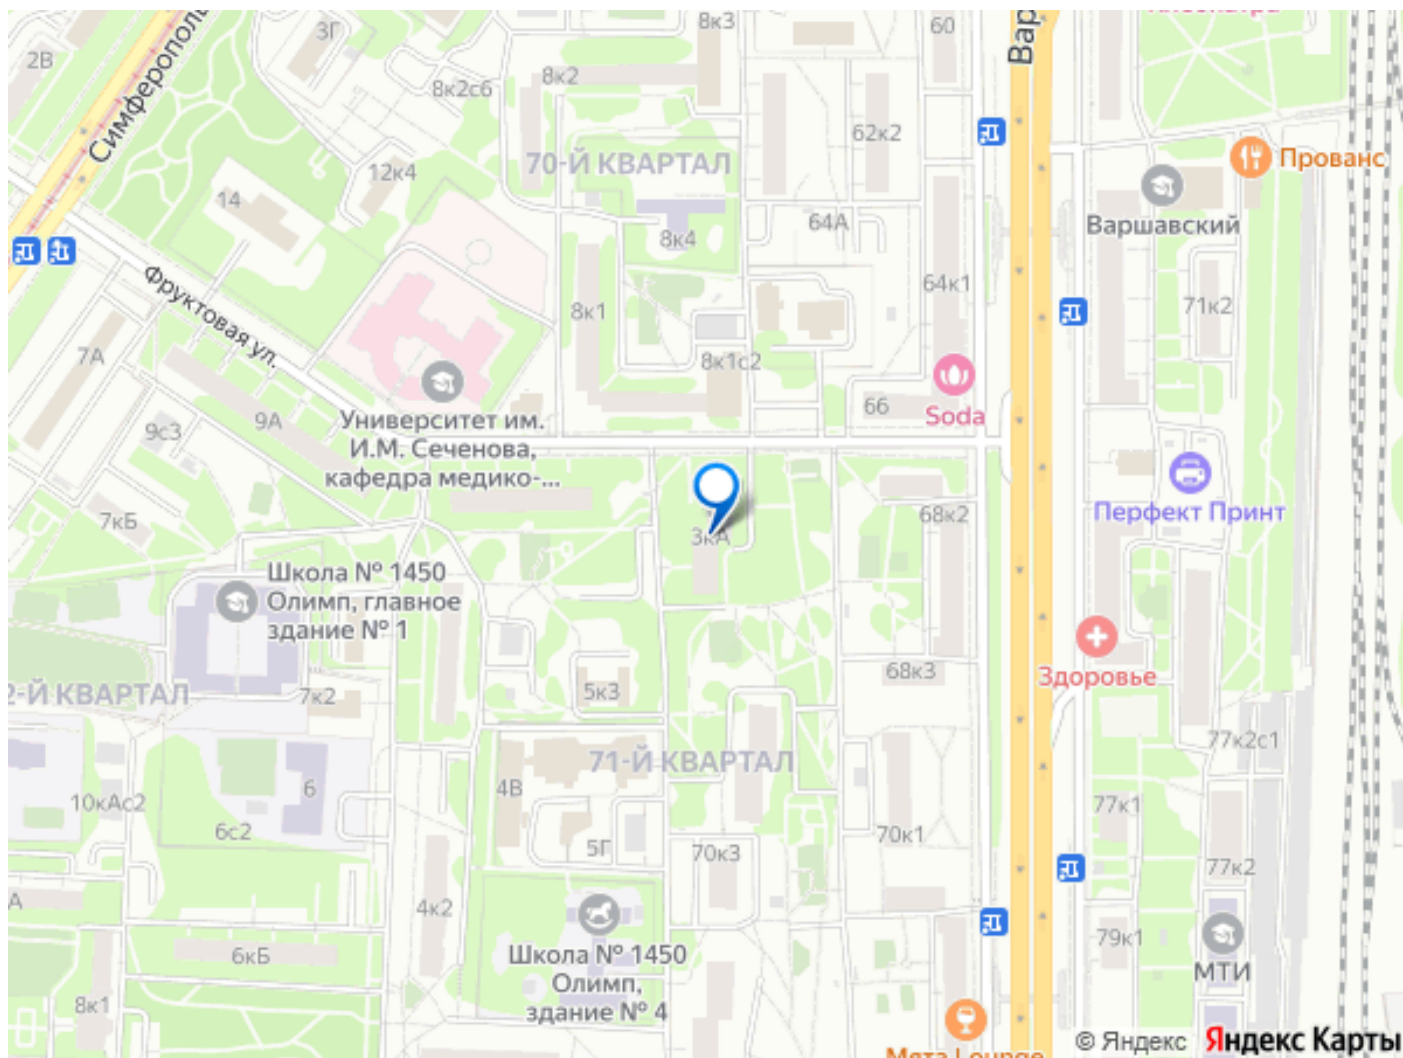 3Г
8к3
60
2В
8к2
8к2с6
Симферополь
Вар
62к2
70-Й КВАРТАЛ
Прованс
12к4
14
64А
8к4
Варшавский
64к1
Фруктовая ул.
8к1
71к2
7А
8к1с2
66
Soda
9А
9с3
Университет им.
И.М. Сеченова,
кафедра медико-...
7кБ
68к2
Перфект Принт
3кА
Школа № 1450
Олимп, главное
здание № 1
68к3
Здоровье
5к3
2-Й КВАРТАЛ
7к2
71-Й КВАРТАЛ
77к2с1
4В
6
10кАс2
6с2
77к1
5Г
70к3
70к1
77к2
А
4к2
6кБ
Школа № 1450
Олимп,
здание № 4
79к1
МТИ
8к1
Мята Lounge
© Яндекс
Яндекс Карты